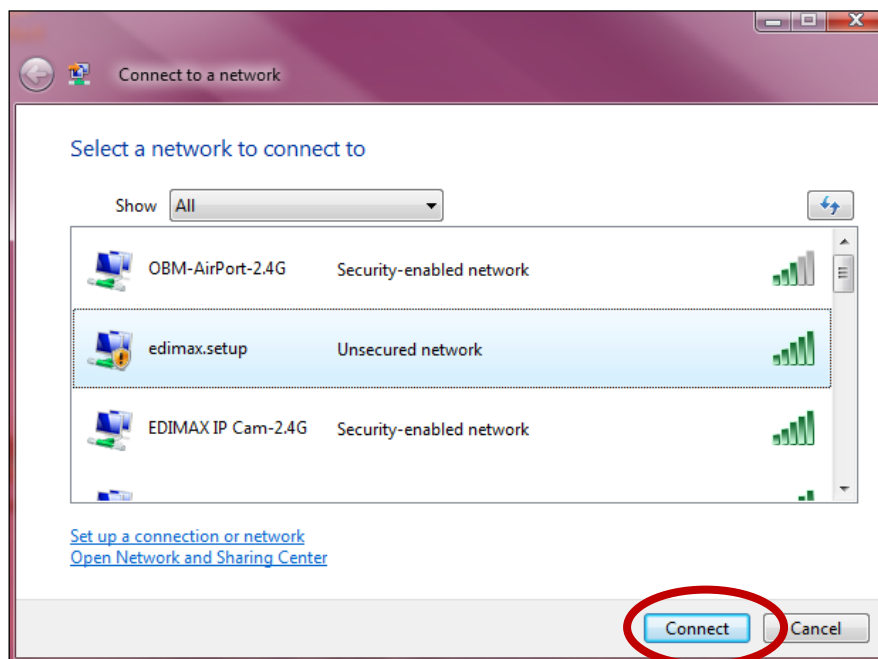 Connect to a network
Select a network to connect to
Show All
OBM-AirPort-2.4G Security-enabled network
edimax.setup Unsecured network
EDIMAX IP Cam-2.4G Security-enabled network
Set up a connection or network
Open Network and Sharing Center
Connect Cancel